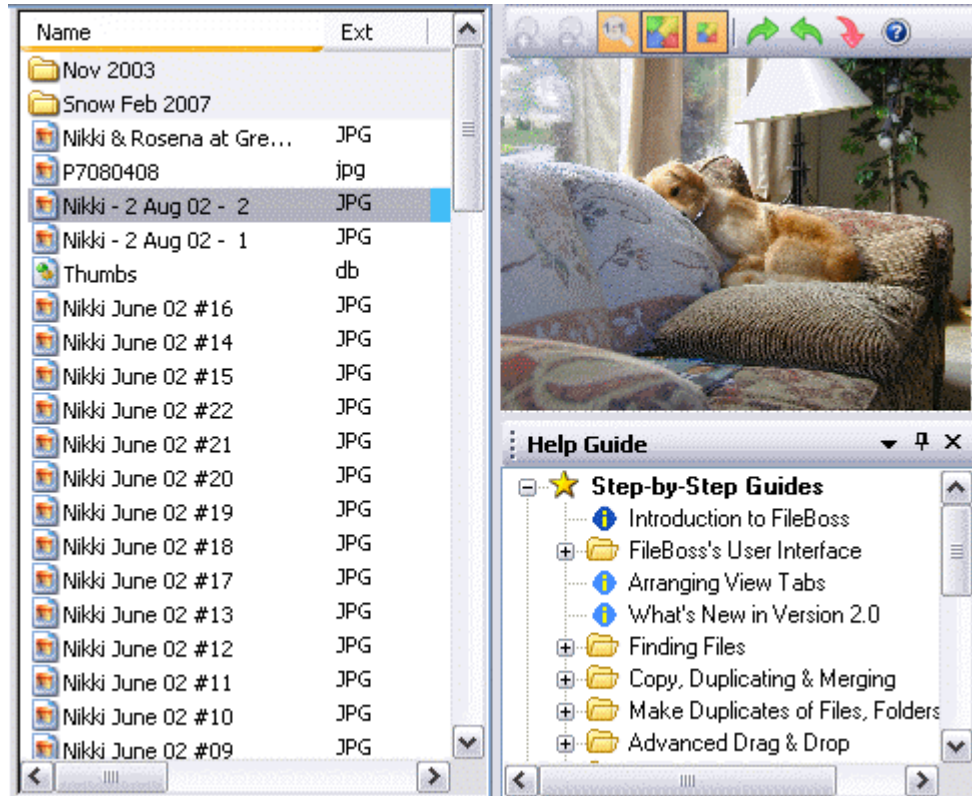 Name Ext
Nov 2003
Snow Feb 2007
Nikki & Rosena at Gre... JPG
P7080408 jpg
Nikki - 2 Aug 02 - 2 JPG
Nikki - 2 Aug 02 - 1 JPG
Thumbs db
Nikki June 02 #16 JPG
Nikki June 02 #14 JPG
Nikki June 02 #15 JPG
Nikki June 02 #22 JPG
Nikki June 02 #21 JPG
Nikki June 02 #20 JPG
Nikki June 02 #19 JPG
Nikki June 02 #18 JPG
Nikki June 02 #17 JPG
Nikki June 02 #13 JPG
Nikki June 02 #12 JPG
Nikki June 02 #11 JPG
Nikki June 02 #10 JPG
Nikki June 02 #09 JPG
1:1
Help Guide
Step-by-Step Guides
Introduction to FileBoss
FileBoss's User Interface
Arranging View Tabs
What's New in Version 2.0
Finding Files
Copy, Duplicating & Merging
Make Duplicates of Files, Folders
Advanced Drag & Drop